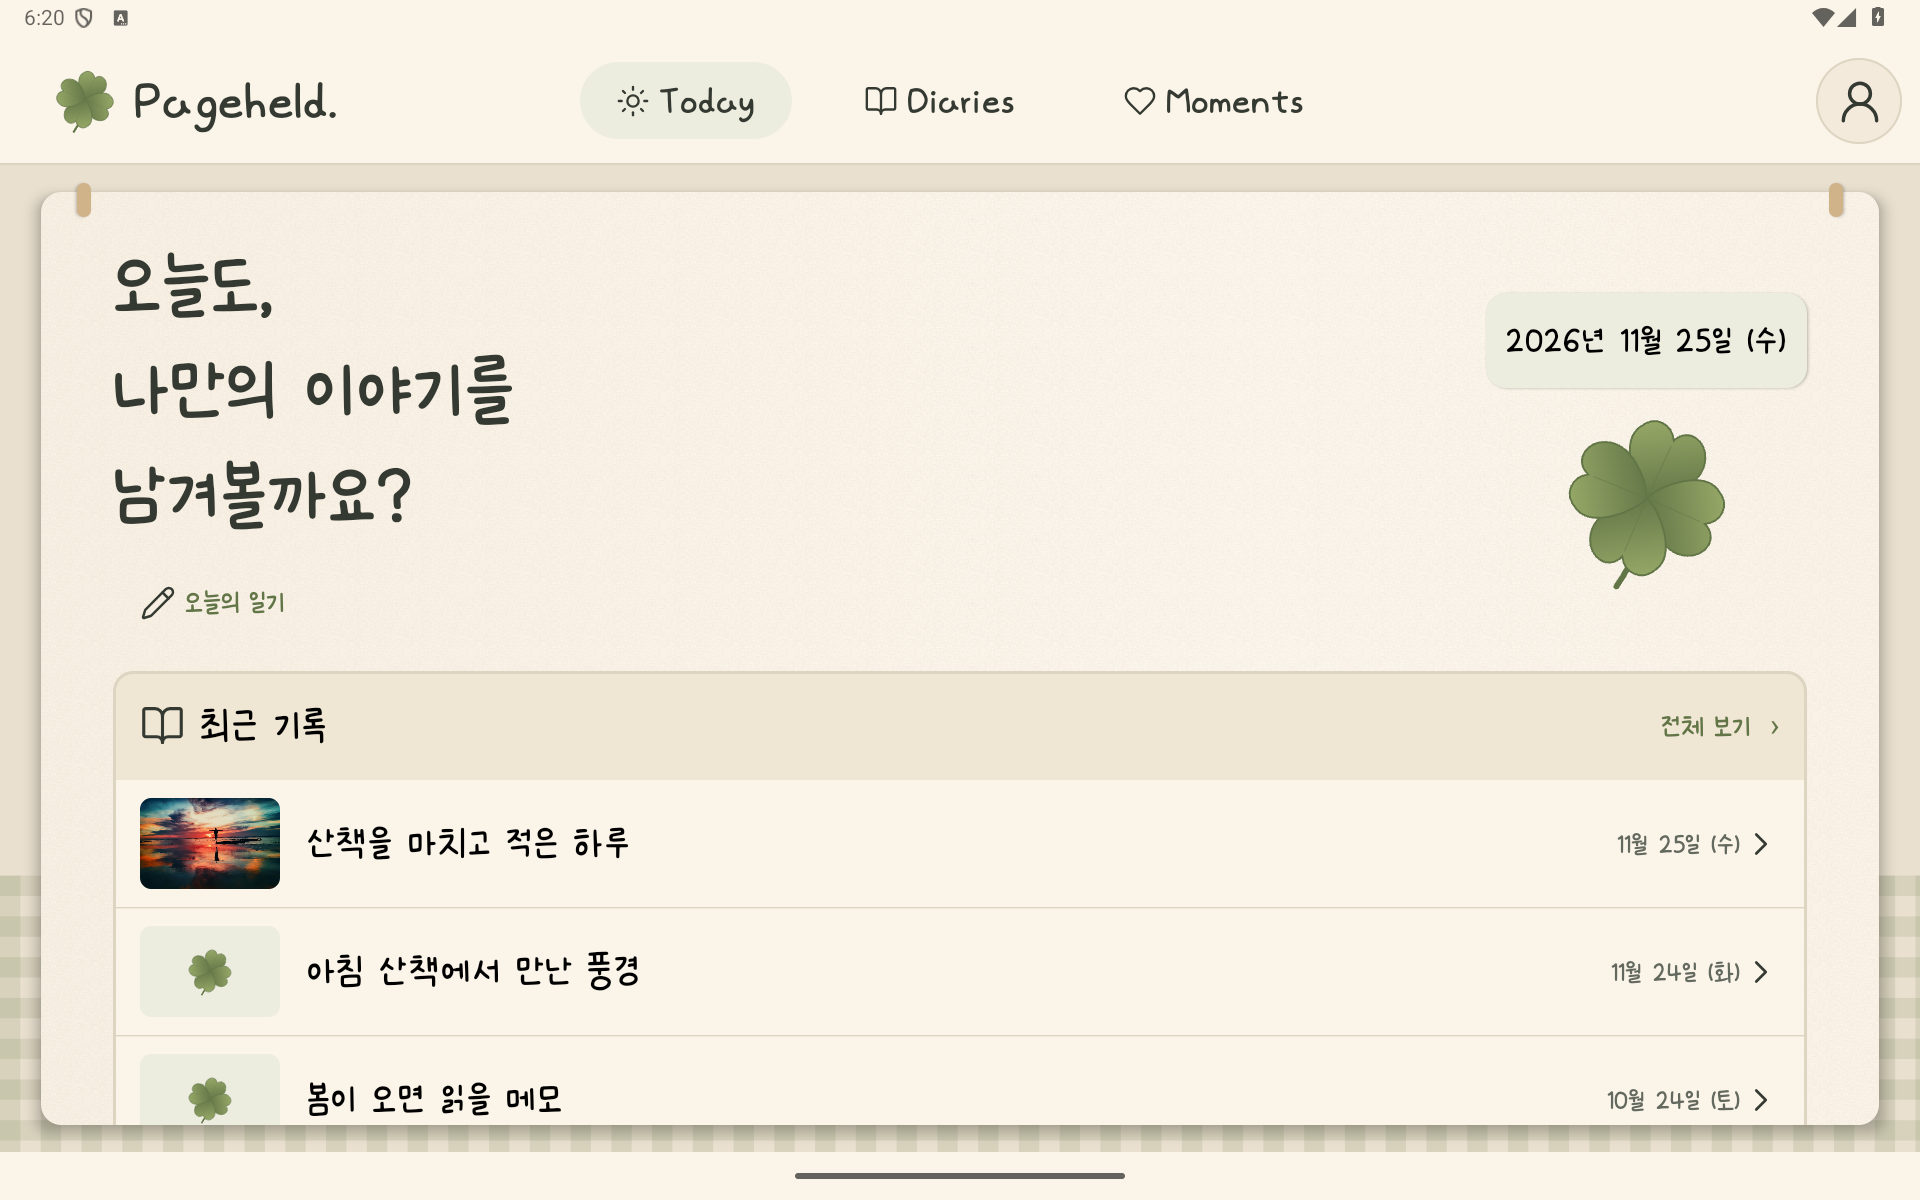 6:20
Pageheld.
Today
Diaries
Moments
오늘도,
나만의 이야기를
남겨볼까요?
2026년 11월 25일 (수)
오늘의 일기
최근 기록
전체 보기 ›
산책을 마치고 적은 하루
11월 25일 (수)
아침 산책에서 만난 풍경
11월 24일 (화)
봄이 오면 읽을 메모
10월 24일 (토)